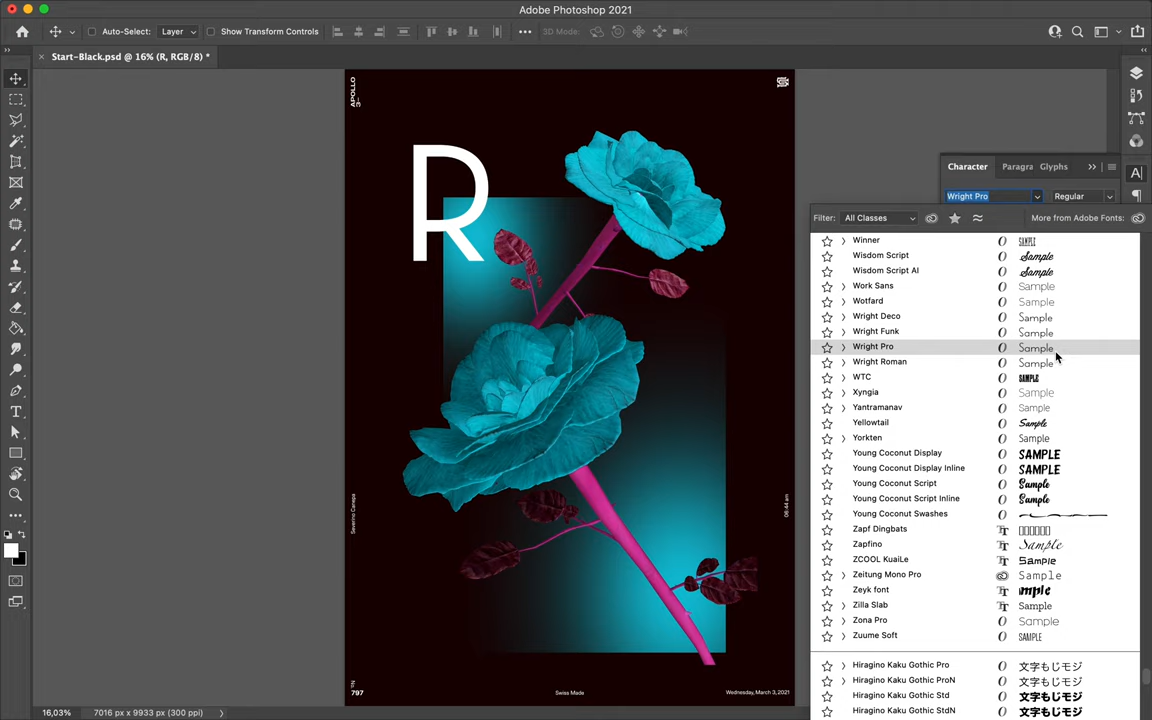 Adobe Photoshop 2021
Auto-Select: Layer Show Transform Controls 3D Mode:
Start-Black.psd @ 16% (R, RGB/8) *
APOLLO
3—
R
Severino Canepa
06:44 am
Nº
797
Swiss Made
Wednesday, March 3, 2021
Character Paragra Glyphs
Wright Pro Regular
Filter: All Classes More from Adobe Fonts:
Winner SAMPLE
Wisdom Script Sample
Wisdom Script AI Sample
Work Sans Sample
Wotfard Sample
Wright Deco Sample
Wright Funk Sample
Wright Pro Sample
Wright Roman Sample
WTC SAMPLE
Xyngia Sample
Yantramanav Sample
Yellowtail Sample
Yorkten Sample
Young Coconut Display SAMPLE
Young Coconut Display Inline SAMPLE
Young Coconut Script Sample
Young Coconut Script Inline Sample
Young Coconut Swashes
Zapf Dingbats
Zapfino Sample
ZCOOL KuaiLe Sample
Zeitung Mono Pro Sample
Zeyk font mple
Zilla Slab Sample
Zona Pro Sample
Zuume Soft SAMPLE
Hiragino Kaku Gothic Pro 文字もじモジ
Hiragino Kaku Gothic ProN 文字もじモジ
Hiragino Kaku Gothic Std 文字もじモジ
Hiragino Kaku Gothic StdN 文字もじモジ
16,03% 7016 px x 9933 px (300 ppi)